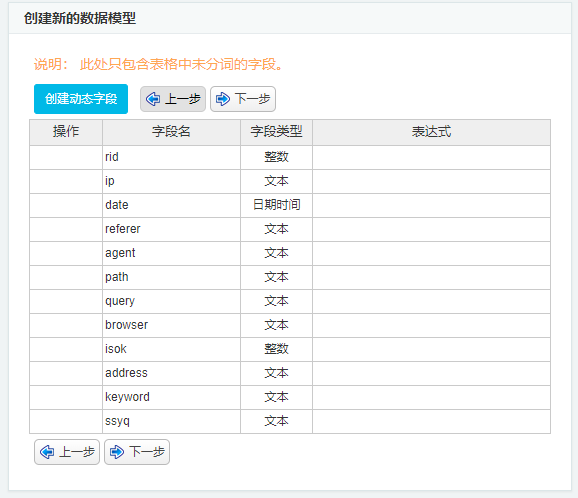 创建新的数据模型
说明： 此处只包含表格中未分词的字段。
创建动态字段 上一步 下一步
操作 字段名 字段类型 表达式
rid 整数
ip 文本
date 日期时间
referer 文本
agent 文本
path 文本
query 文本
browser 文本
isok 整数
address 文本
keyword 文本
ssyq 文本
上一步 下一步